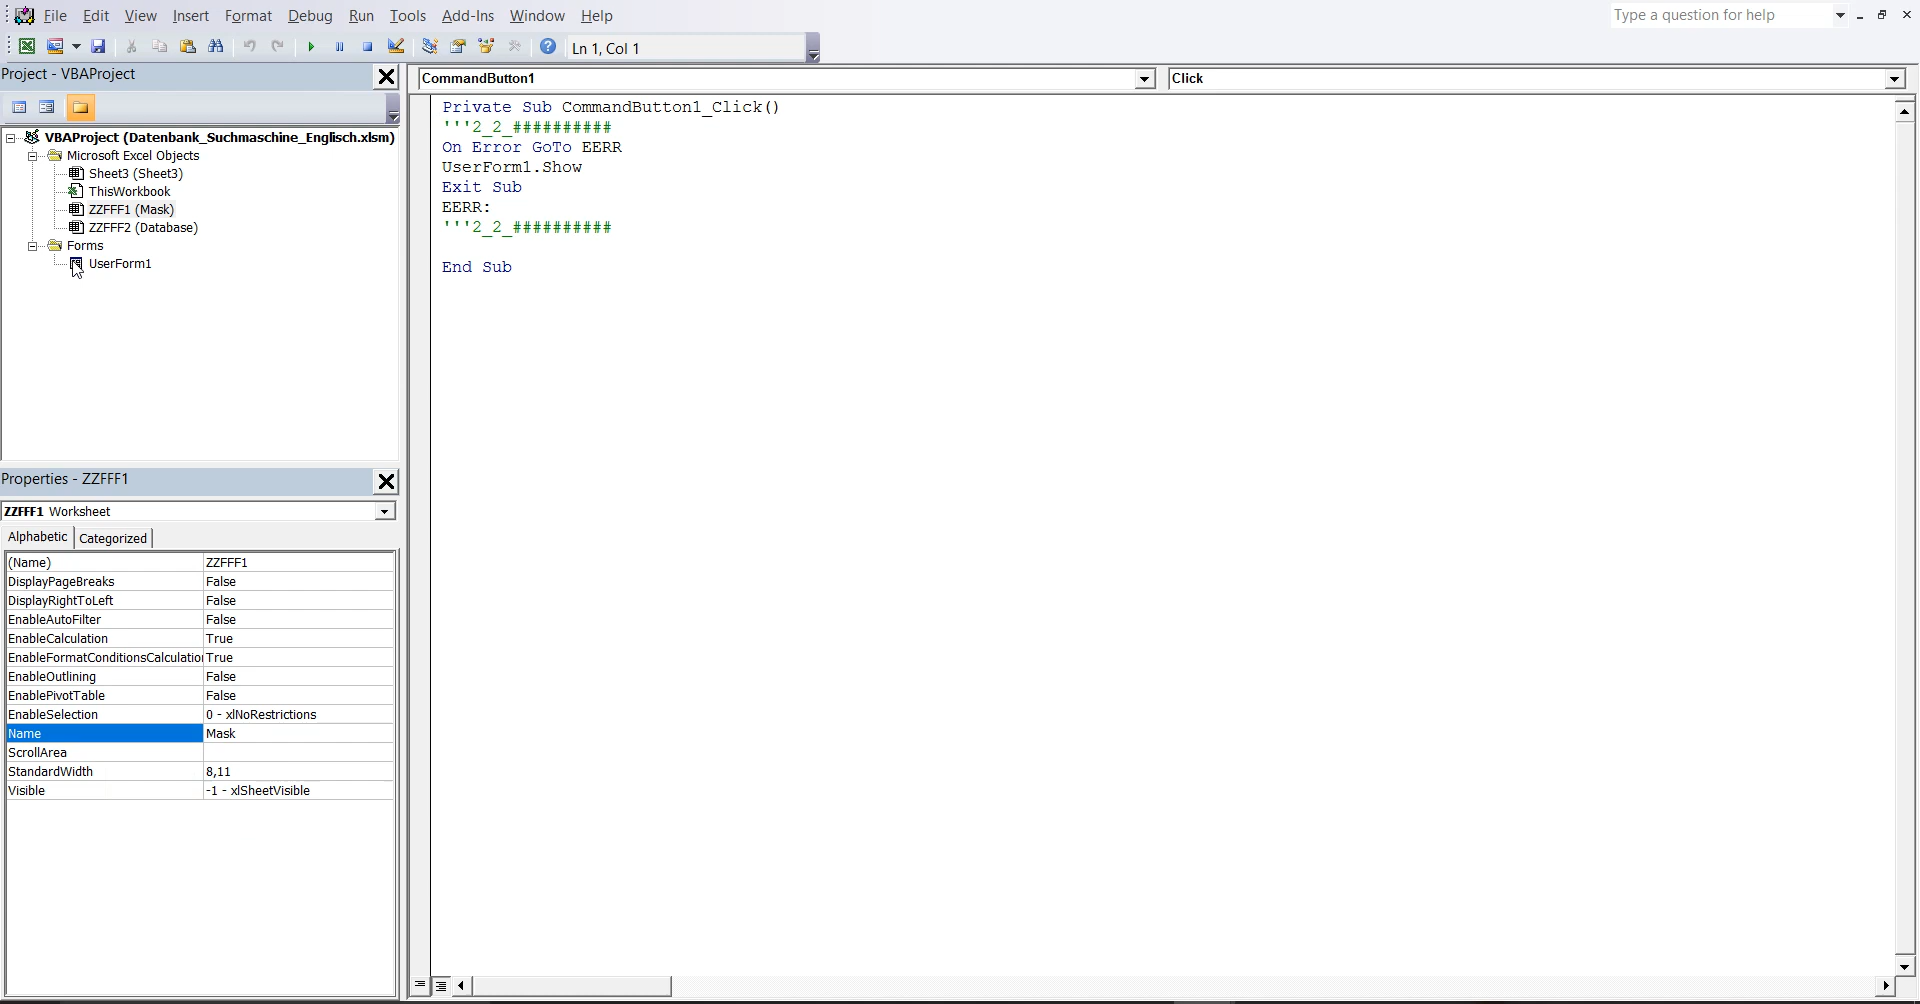 File Edit View Insert Format Debug Run Tools Add-Ins Window Help
Type a question for help
Ln 1, Col 1
Project - VBAProject
CommandButton1
Click
VBAProject (Datenbank_Suchmaschine_Englisch.xlsm)
Microsoft Excel Objects
Sheet3 (Sheet3)
ThisWorkbook
ZZFFF1 (Mask)
ZZFFF2 (Database)
Forms
UserForm1
Private Sub CommandButton1_Click()
'''2_2_##########
On Error GoTo EERR
UserForm1.Show
Exit Sub
EERR:
'''2_2_##########
End Sub
Properties - ZZFFF1
ZZFFF1 Worksheet
Alphabetic Categorized
(Name) ZZFFF1
DisplayPageBreaks False
DisplayRightToLeft False
EnableAutoFilter False
EnableCalculation True
EnableFormatConditionsCalculatio True
EnableOutlining False
EnablePivotTable False
EnableSelection 0 - xlNoRestrictions
Name Mask
ScrollArea
StandardWidth 8,11
Visible -1 - xlSheetVisible